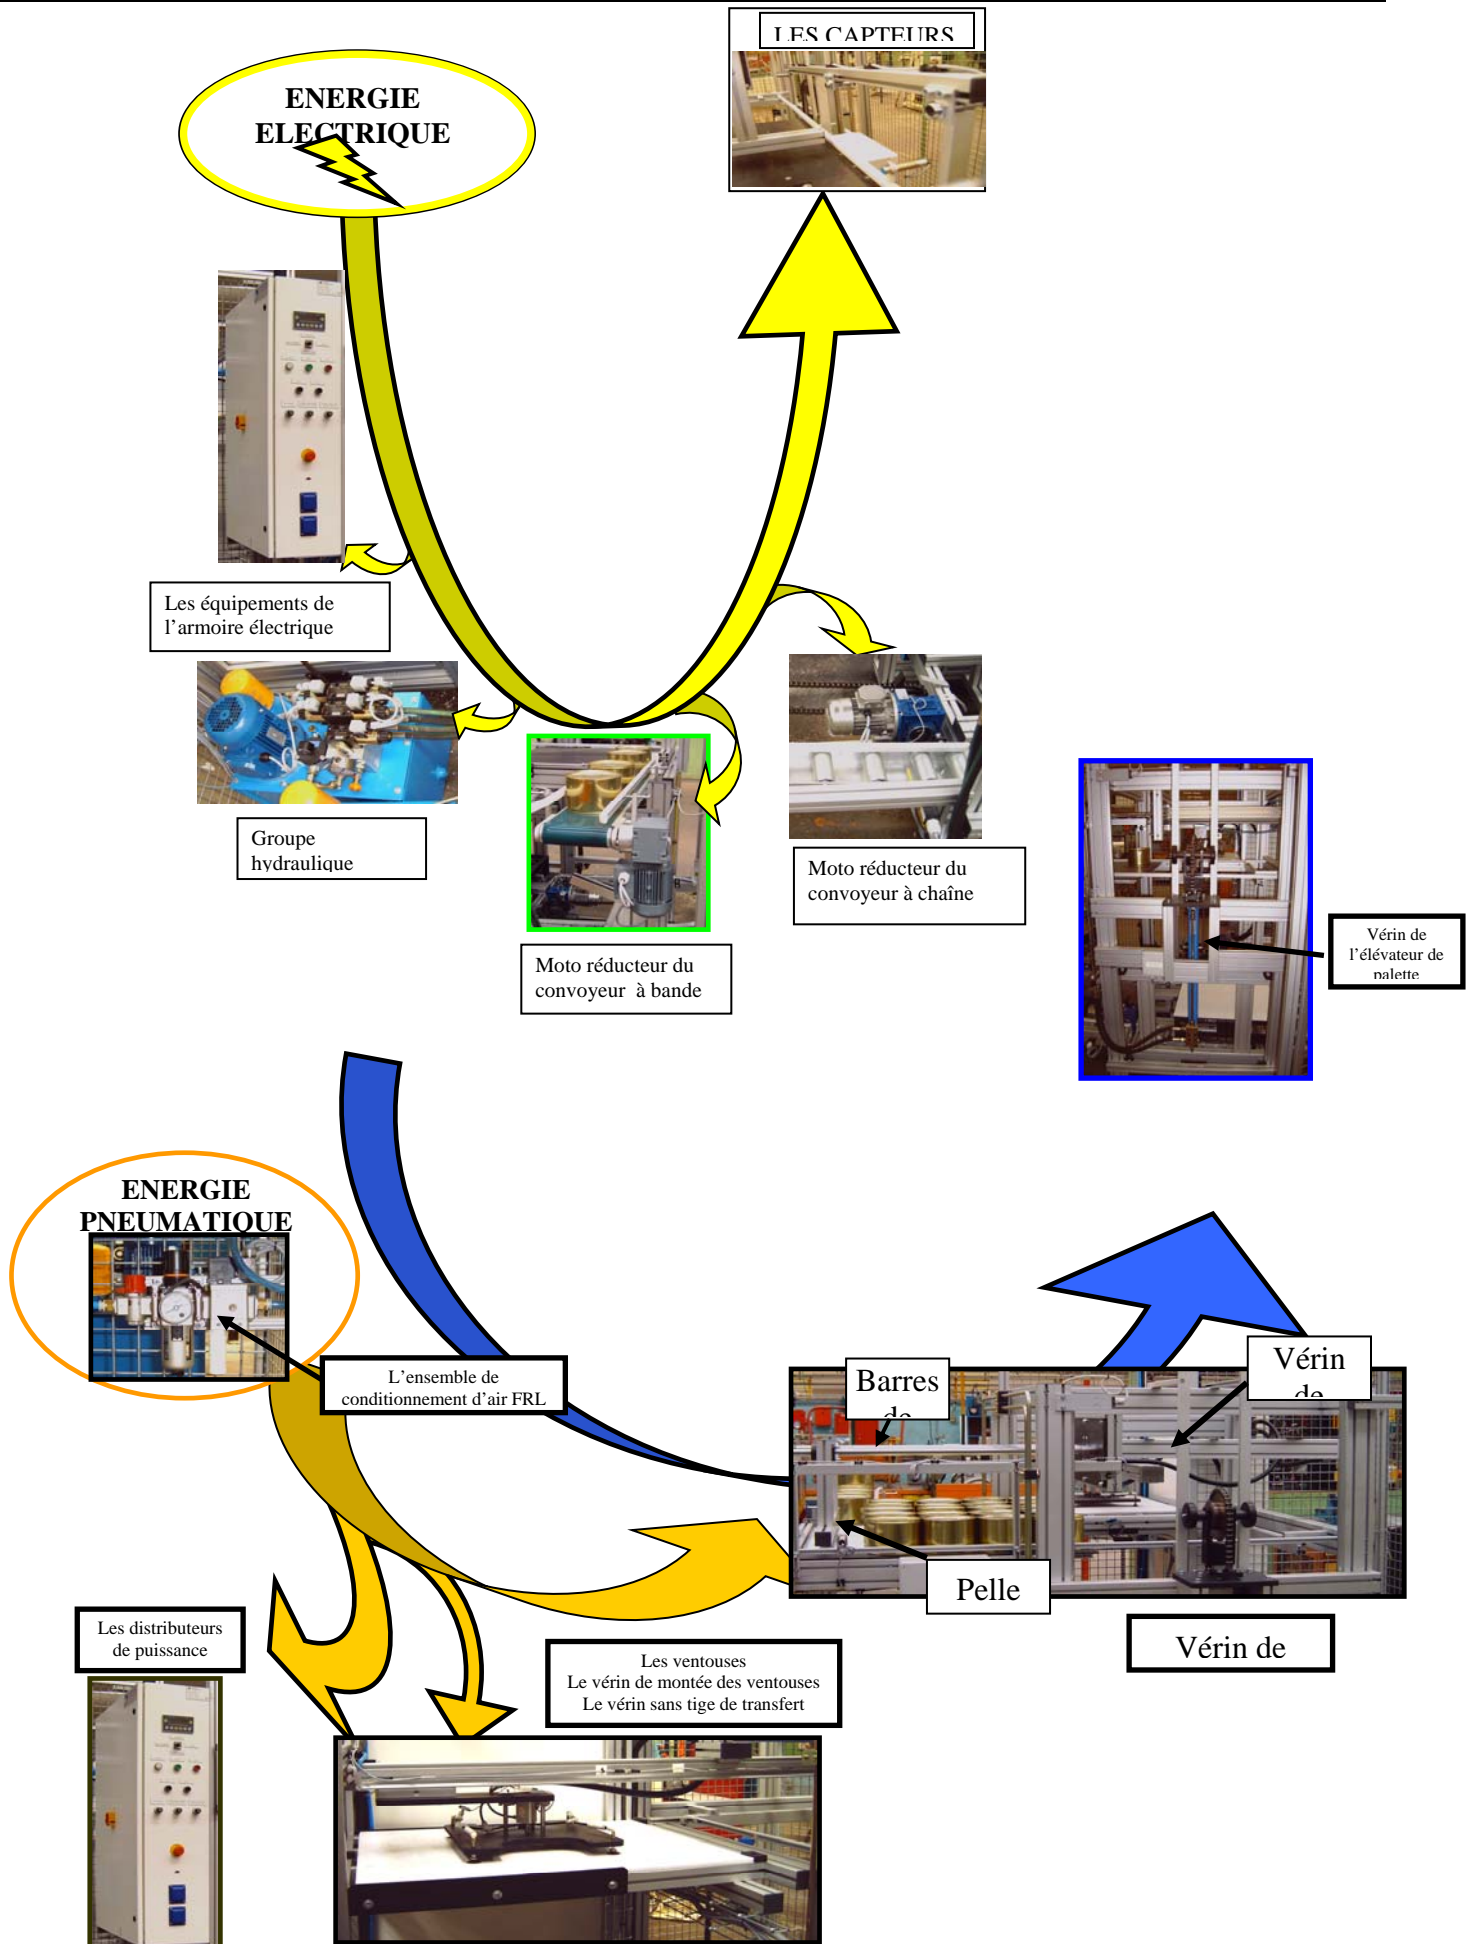 LES CAPTEURS
ENERGIE
ELECTRIQUE
Les équipements de
l’armoire électrique
Groupe
hydraulique
Moto réducteur du
convoyeur à bande
Moto réducteur du
convoyeur à chaîne
Vérin de
l’élévateur de
palette
ENERGIE
PNEUMATIQUE
L’ensemble de
conditionnement d’air FRL
Barres
de
Vérin
de
Pelle
Vérin de
Les distributeurs
de puissance
Les ventouses
Le vérin de montée des ventouses
Le vérin sans tige de transfert